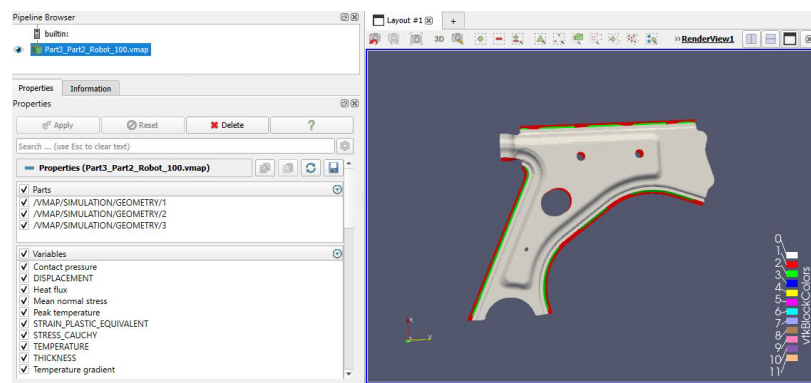 Pipeline Browser
builtin:
Part3_Part2_Robot_100.vmap
Properties
Information
Properties
Apply
Reset
Delete
?
Search ... (use Esc to clear text)
Properties (Part3_Part2_Robot_100.vmap)
Parts
/VMAP/SIMULATION/GEOMETRY/1
/VMAP/SIMULATION/GEOMETRY/2
/VMAP/SIMULATION/GEOMETRY/3
Variables
Contact pressure
DISPLACEMENT
Heat flux
Mean normal stress
Peak temperature
STRAIN_PLASTIC_EQUIVALENT
STRESS_CAUCHY
TEMPERATURE
THICKNESS
Temperature gradient
Layout #1
+
3D
»RenderView1
0
1
2
3
4
5
6
7
8
9
10
11
vtkBlockColors
X
Y